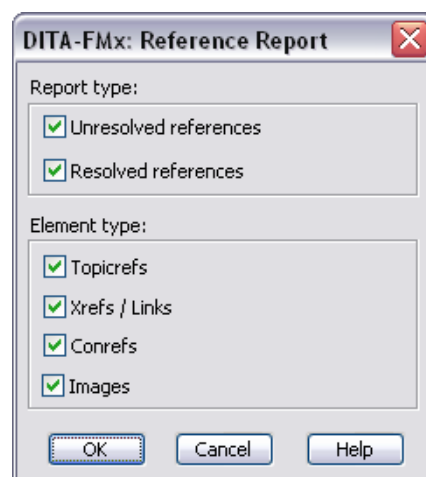 DITA-FMx: Reference Report
Report type:
Unresolved references
Resolved references
Element type:
Topicrefs
Xrefs / Links
Conrefs
Images
OK Cancel Help